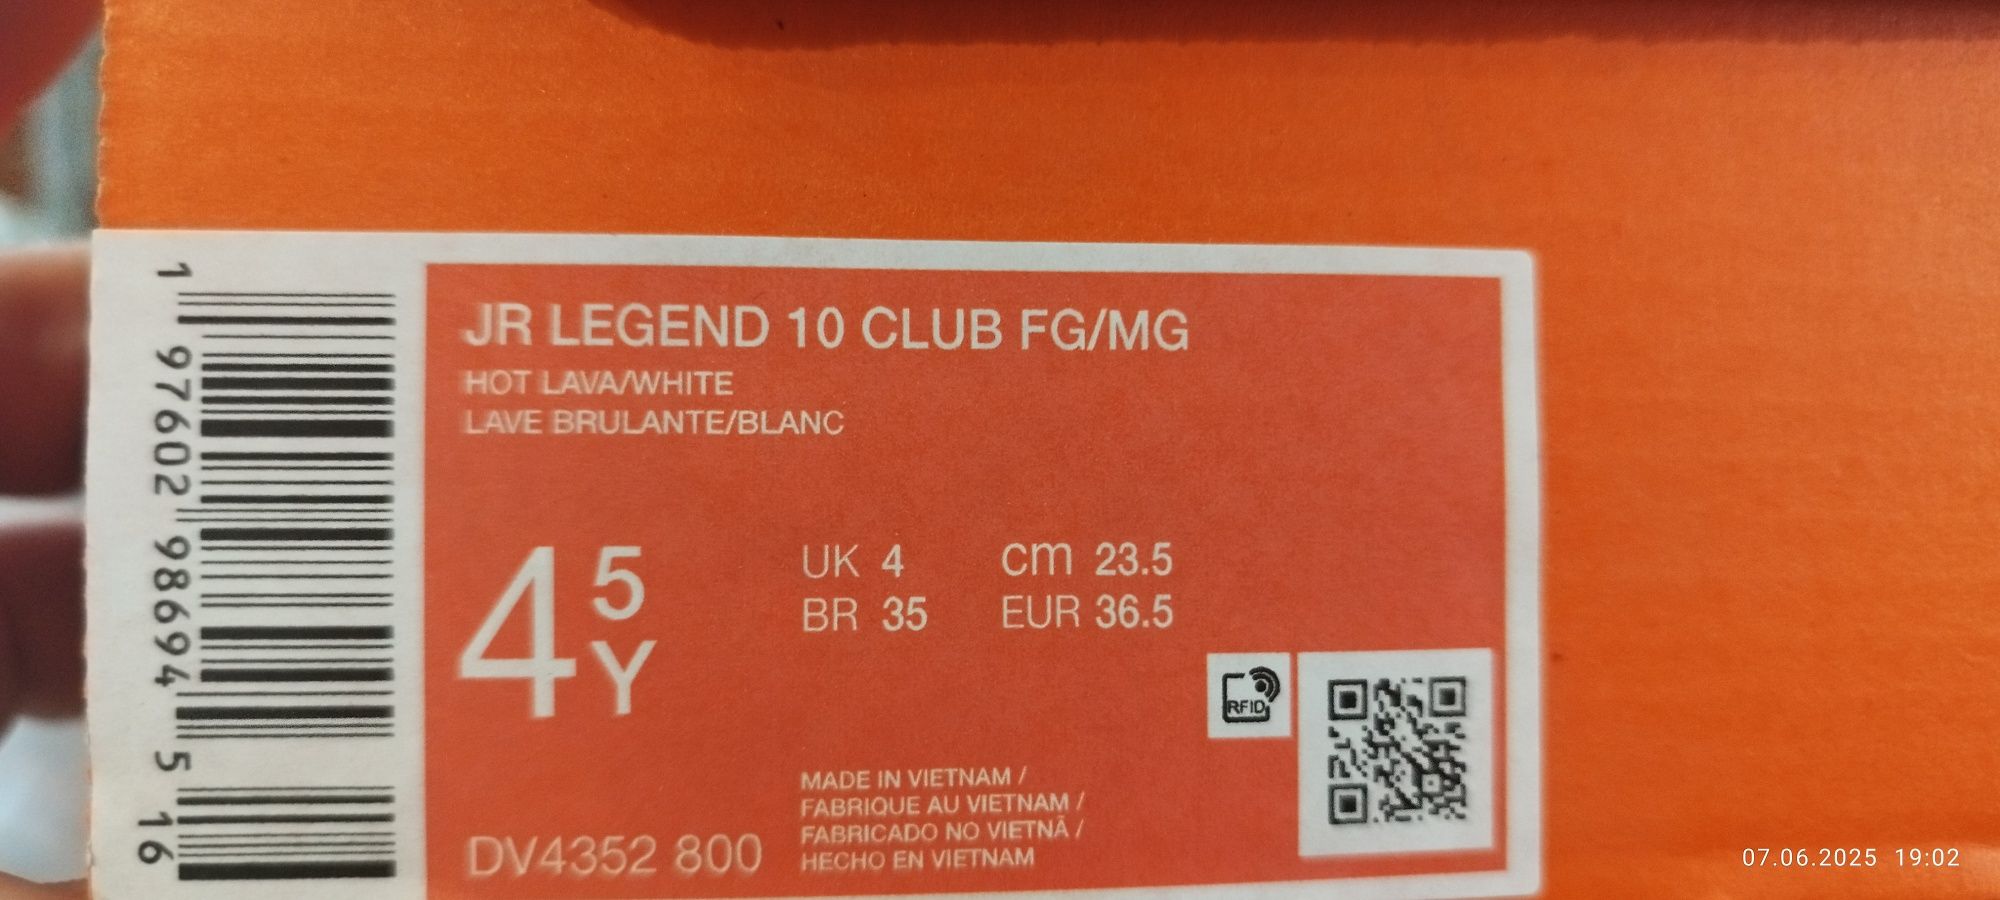 1 97602 98694 5 16
JR LEGEND 10 CLUB FG/MG
HOT LAVA/WHITE
LAVE BRULANTE/BLANC
4 5Y
UK 4 cm 23.5
BR 35 EUR 36.5
RFID
MADE IN VIETNAM /
FABRIQUE AU VIETNAM /
FABRICADO NO VIETNÃ /
HECHO EN VIETNAM
DV4352 800
07.06.2025 19:02